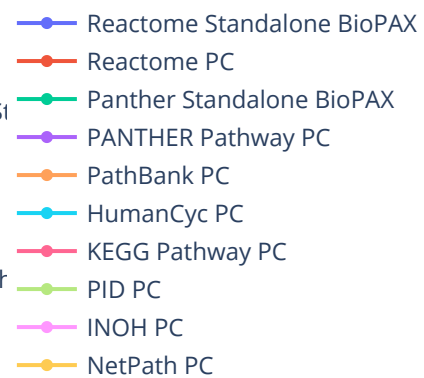 Reactome Standalone BioPAX
Reactome PC
Panther Standalone BioPAX
PANTHER Pathway PC
PathBank PC
HumanCyc PC
KEGG Pathway PC
PID PC
INOH PC
NetPath PC